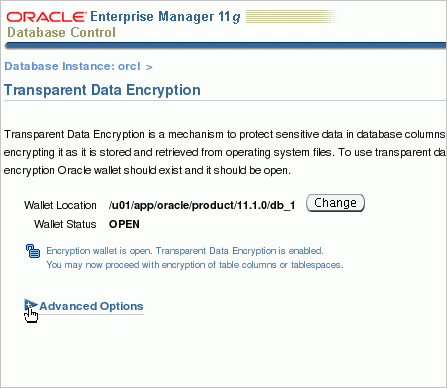 ORACLE Enterprise Manager 11g
Database Control
Database Instance: orcl >
Transparent Data Encryption
Transparent Data Encryption is a mechanism to protect sensitive data in database columns
encrypting it as it is stored and retrieved from operating system files. To use transparent da
encryption Oracle wallet should exist and it should be open.
Wallet Location /u01/app/oracle/product/11.1.0/db_1 Change
Wallet Status OPEN
Encryption wallet is open. Transparent Data Encryption is enabled.
You may now proceed with encryption of table columns or tablespaces.
Advanced Options